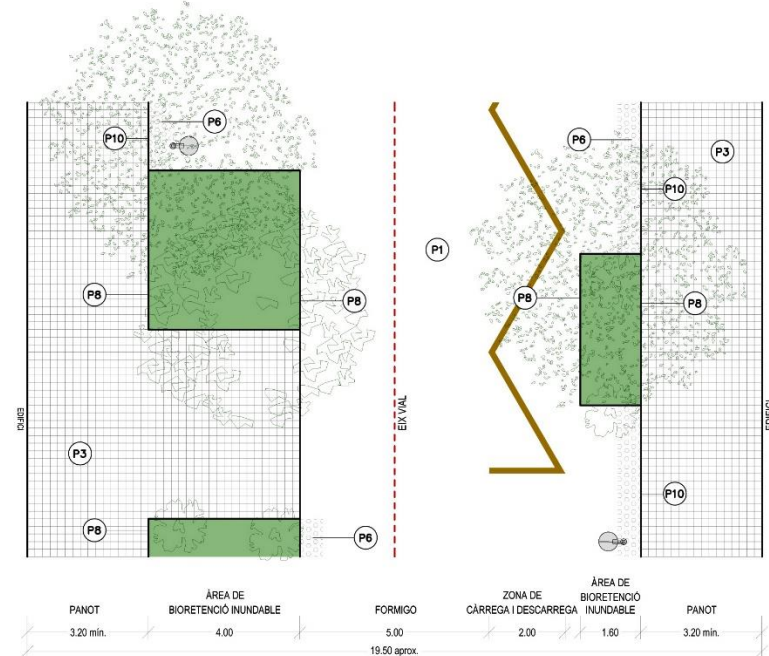 P6
P10
P6
P3
P10
P1
P8
P8
P8
P8
EDIFICI
EIX VIAL
EDIFICI
P3
P10
P8
P6
PANOT
ÀREA DE
BIORETENCIÓ INUNDABLE
FORMIGO
ZONA DE
CÀRREGA I DESCARREGA
ÀREA DE
BIORETENCIÓ
INUNDABLE
PANOT
3.20 mín.
4.00
5.00
2.00
1.60
3.20 mín.
19.50 aprox.